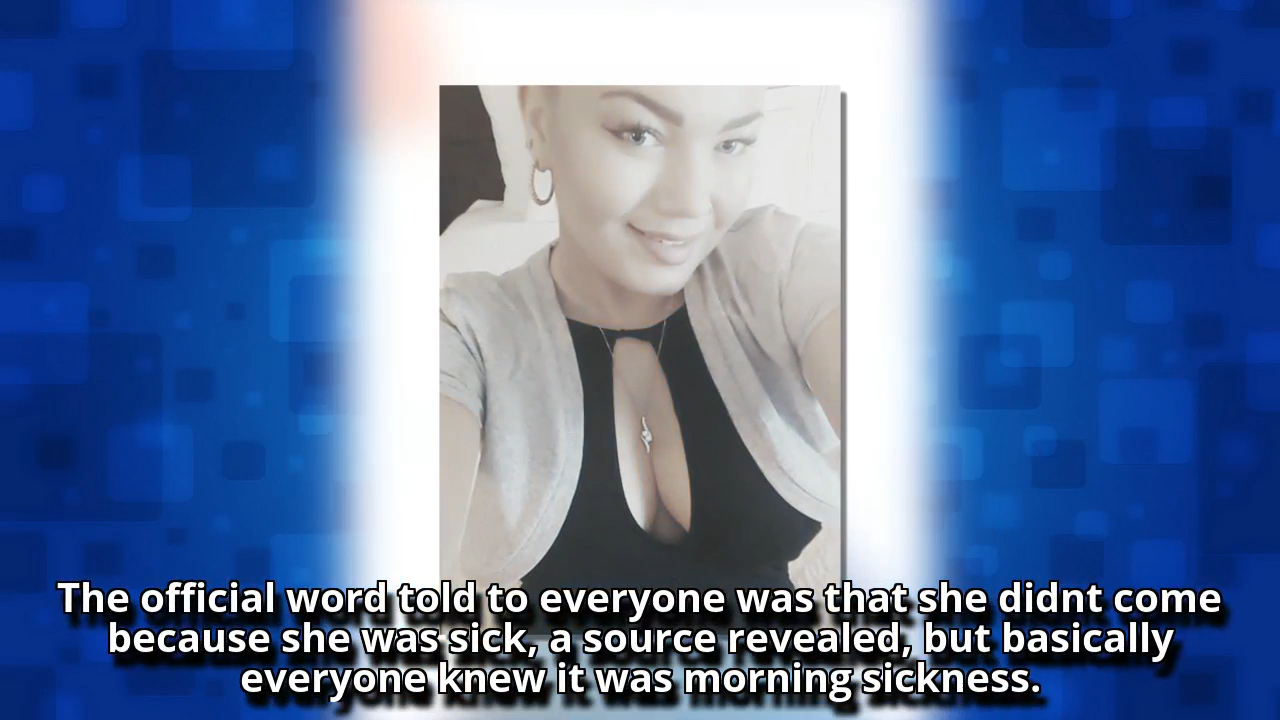 The official word told to everyone was that she didnt come
because she was sick, a source revealed, but basically
everyone knew it was morning sickness.